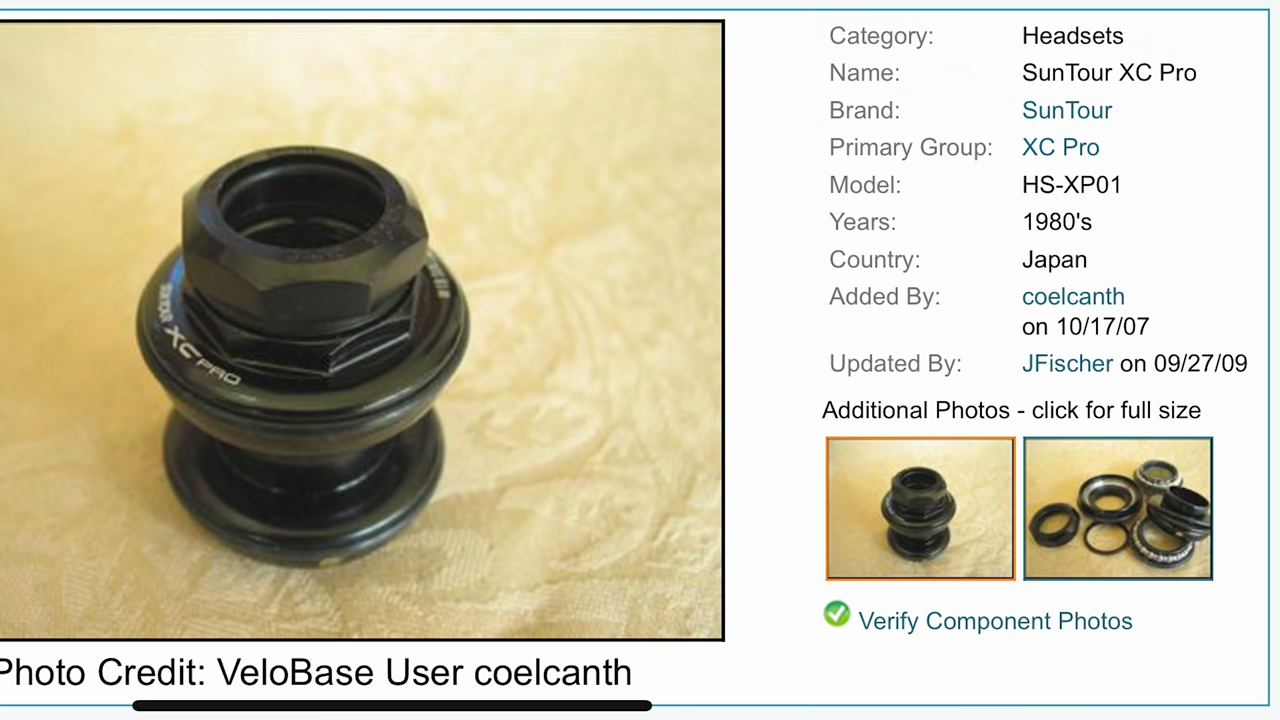 Category: Headsets
Name: SunTour XC Pro
Brand: SunTour
Primary Group: XC Pro
Model: HS-XP01
Years: 1980's
Country: Japan
Added By: coelcanth
on 10/17/07
Updated By: JFischer on 09/27/09
Additional Photos - click for full size
Verify Component Photos
SUNTOUR XC PRO
Photo Credit: VeloBase User coelcanth